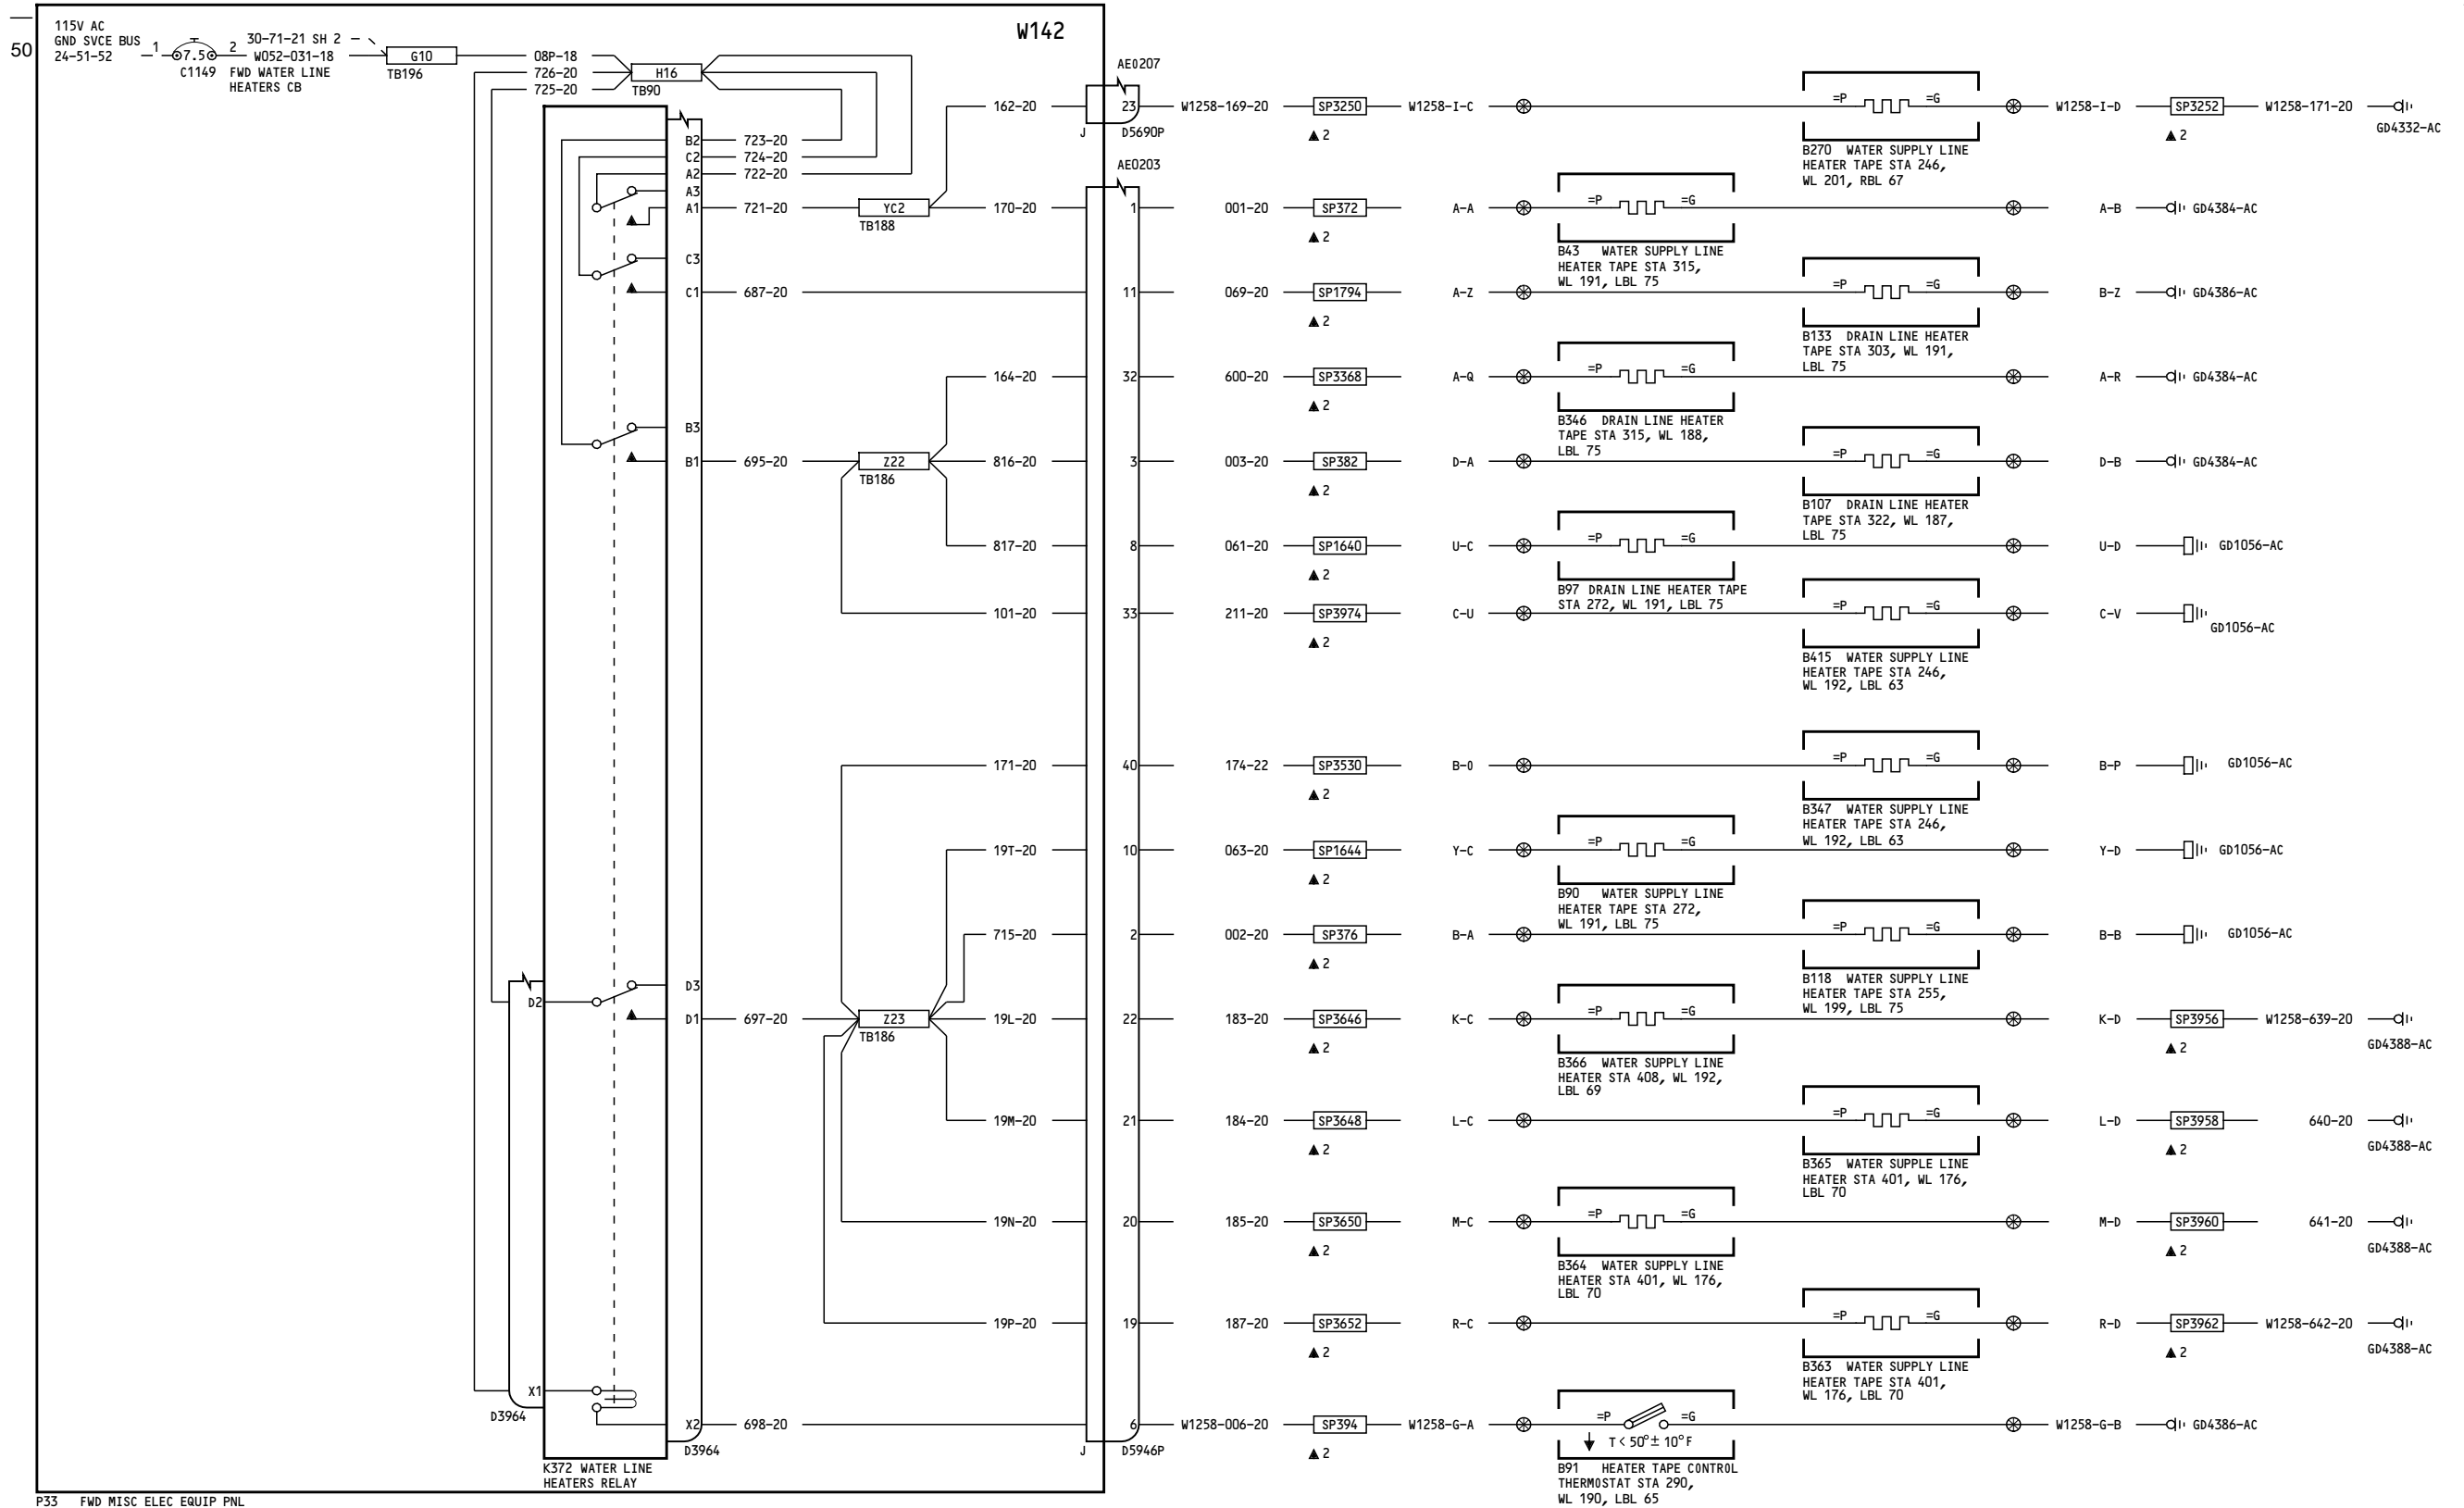 50
115V AC
GND SVCE BUS
24-51-52
1
7.5
C1149
2
30-71-21 SH 2
W052-031-18
FWD WATER LINE
HEATERS CB
G10
TB196
08P-18
726-20
725-20
H16
TB90
W142
AE0207
162-20
23
J
D5690P
W1258-169-20
SP3250
▲ 2
W1258-I-C
=P
=G
B270 WATER SUPPLY LINE
HEATER TAPE STA 246,
WL 201, RBL 67
W1258-I-D
SP3252
▲ 2
W1258-171-20
GD4332-AC
B2
723-20
C2
724-20
A2
722-20
A3
A1
721-20
YC2
TB188
AE0203
170-20
1
001-20
SP372
▲ 2
A-A
=P
=G
B43 WATER SUPPLY LINE
HEATER TAPE STA 315,
WL 191, LBL 75
A-B
GD4384-AC
C3
C1
687-20
11
069-20
SP1794
▲ 2
A-Z
=P
=G
B133 DRAIN LINE HEATER
TAPE STA 303, WL 191,
LBL 75
B-Z
GD4386-AC
164-20
32
600-20
SP3368
▲ 2
A-Q
=P
=G
B346 DRAIN LINE HEATER
TAPE STA 315, WL 188,
LBL 75
A-R
GD4384-AC
B3
B1
695-20
Z22
TB186
816-20
3
003-20
SP382
▲ 2
D-A
=P
=G
B107 DRAIN LINE HEATER
TAPE STA 322, WL 187,
LBL 75
D-B
GD4384-AC
817-20
8
061-20
SP1640
▲ 2
U-C
=P
=G
B97 DRAIN LINE HEATER TAPE
STA 272, WL 191, LBL 75
U-D
GD1056-AC
101-20
33
211-20
SP3974
▲ 2
C-U
=P
=G
B415 WATER SUPPLY LINE
HEATER TAPE STA 246,
WL 192, LBL 63
C-V
GD1056-AC
171-20
40
174-22
SP3530
▲ 2
B-0
=P
=G
B347 WATER SUPPLY LINE
HEATER TAPE STA 246,
WL 192, LBL 63
B-P
GD1056-AC
19T-20
10
063-20
SP1644
▲ 2
Y-C
=P
=G
B90 WATER SUPPLY LINE
HEATER TAPE STA 272,
WL 191, LBL 75
Y-D
GD1056-AC
715-20
2
002-20
SP376
▲ 2
B-A
=P
=G
B118 WATER SUPPLY LINE
HEATER TAPE STA 255,
WL 199, LBL 75
B-B
GD1056-AC
D2
D3
D1
697-20
Z23
TB186
19L-20
22
183-20
SP3646
▲ 2
K-C
=P
=G
B366 WATER SUPPLY LINE
HEATER STA 408, WL 192,
LBL 69
K-D
SP3956
▲ 2
W1258-639-20
GD4388-AC
19M-20
21
184-20
SP3648
▲ 2
L-C
=P
=G
B365 WATER SUPPLE LINE
HEATER STA 401, WL 176,
LBL 70
L-D
SP3958
▲ 2
640-20
GD4388-AC
19N-20
20
185-20
SP3650
▲ 2
M-C
=P
=G
B364 WATER SUPPLY LINE
HEATER STA 401, WL 176,
LBL 70
M-D
SP3960
▲ 2
641-20
GD4388-AC
19P-20
19
187-20
SP3652
▲ 2
R-C
=P
=G
B363 WATER SUPPLY LINE
HEATER TAPE STA 401,
WL 176, LBL 70
R-D
SP3962
▲ 2
W1258-642-20
GD4388-AC
X1
D3964
X2
D3964
698-20
6
J
D5946P
W1258-006-20
SP394
▲ 2
W1258-G-A
=P
=G
T < 50° ± 10° F
B91 HEATER TAPE CONTROL
THERMOSTAT STA 290,
WL 190, LBL 65
W1258-G-B
GD4386-AC
K372 WATER LINE
HEATERS RELAY
P33 FWD MISC ELEC EQUIP PNL